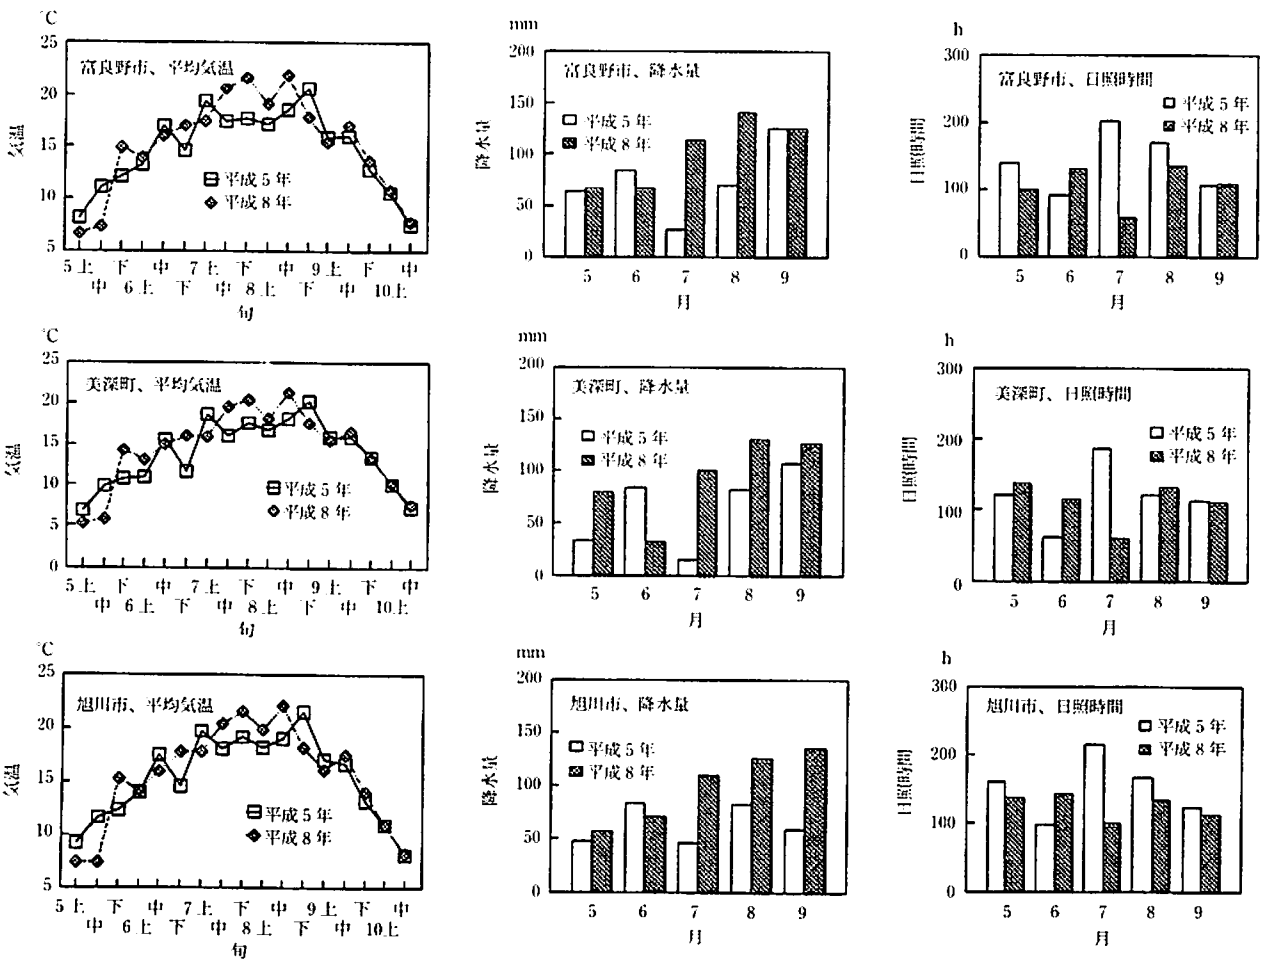 ℃
25
20
15
10
5
気温
富良野市、平均気温
平成5年
平成8年
5上 下 中 7上 下 中 9上 下 中
中 6上 下 中 8上 下 中 10上
旬
mm
200
150
100
50
0
降水量
富良野市、降水量
平成5年
平成8年
5 6 7 8 9
月
h
300
200
100
0
日照時間
富良野市、日照時間
平成5年
平成8年
5 6 7 8 9
月
℃
25
20
15
10
5
0
気温
美深町、平均気温
平成5年
平成8年
5上 下 中 7上 下 中 9上 下 中
中 6上 下 中 8上 下 中 10上
旬
mm
200
150
100
50
0
降水量
美深町、降水量
平成5年
平成8年
5 6 7 8 9
月
h
300
200
100
0
日照時間
美深町、日照時間
平成5年
平成8年
5 6 7 8 9
月
℃
25
20
15
10
5
気温
旭川市、平均気温
平成5年
平成8年
5上 下 中 7上 下 中 9上 下 中
中 6上 下 中 8上 下 中 10上
旬
mm
200
150
100
50
0
降水量
旭川市、降水量
平成5年
平成8年
5 6 7 8 9
月
h
300
200
100
0
日照時間
旭川市、日照時間
平成5年
平成8年
5 6 7 8 9
月